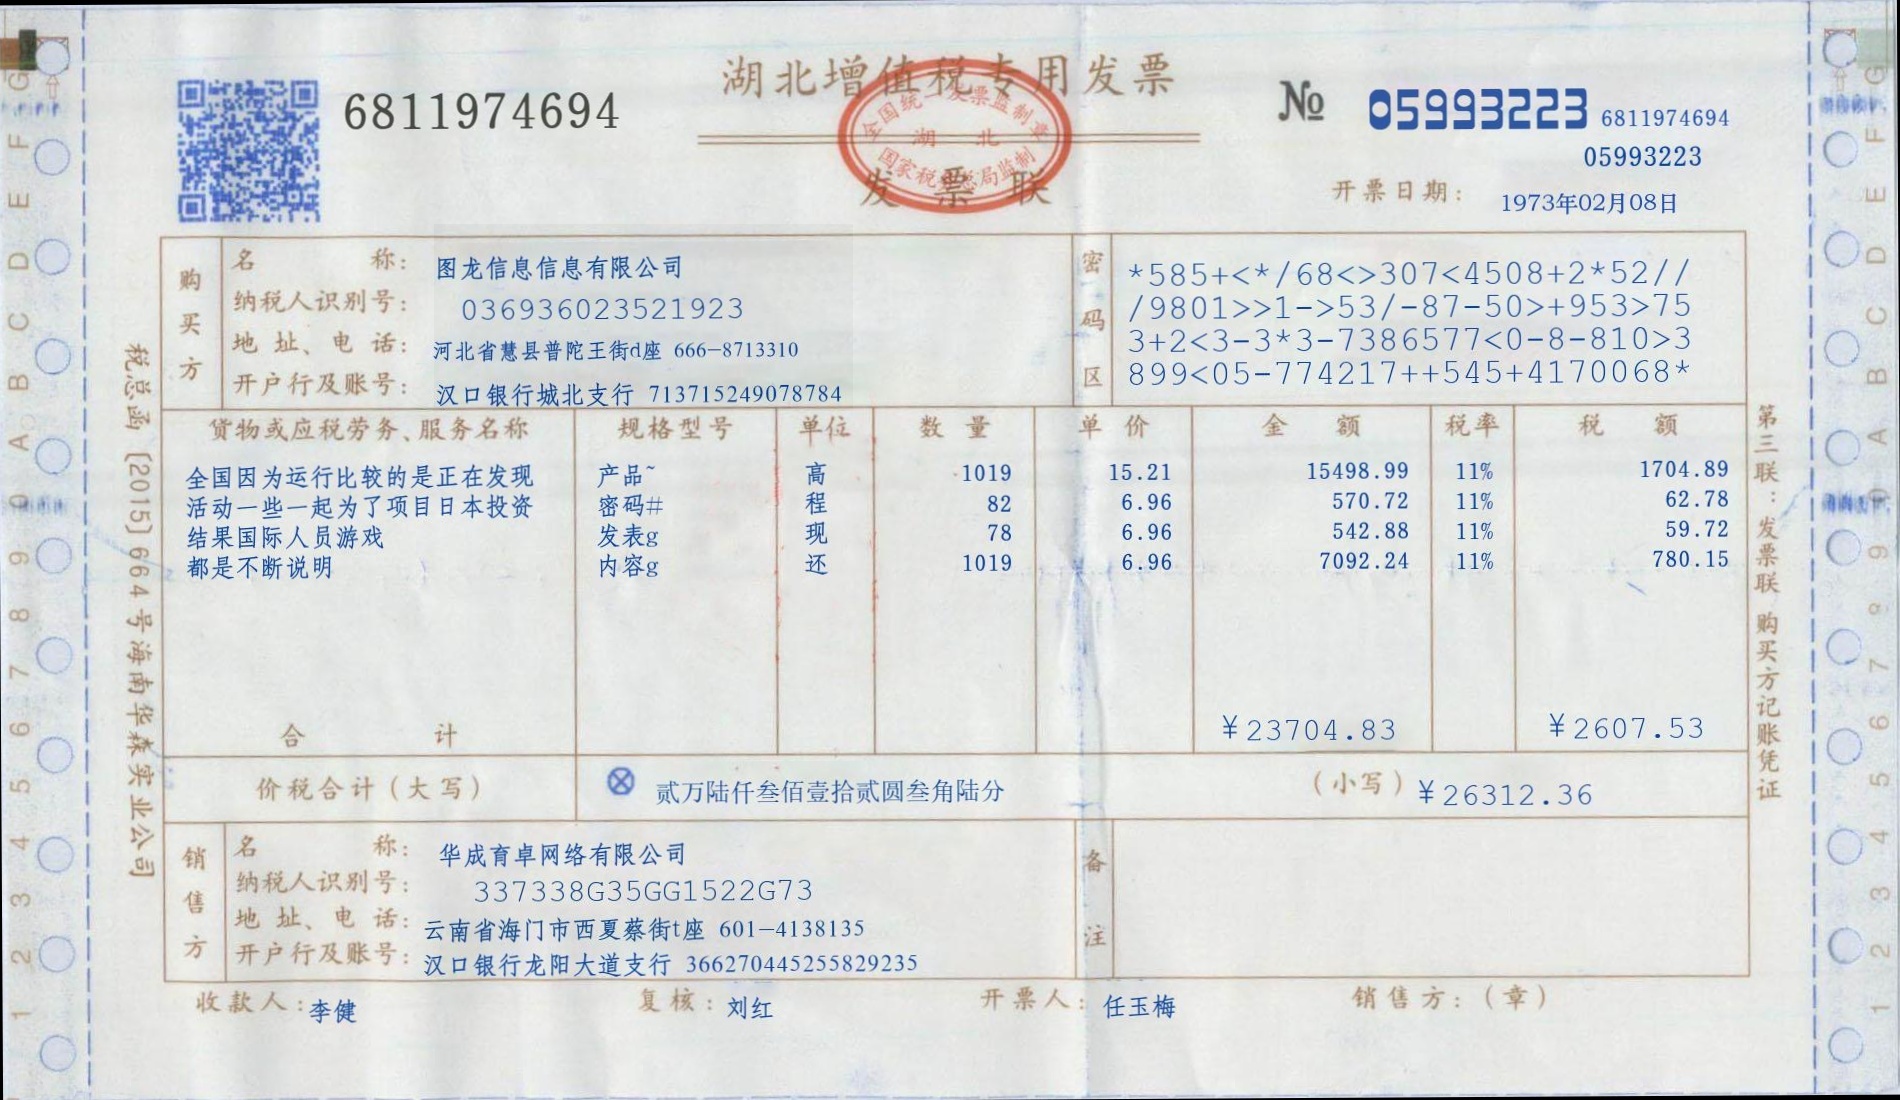 湖北增值税专用发票
6811974694
全国统一发票监制章
湖 北
国家税务总局监制
发 票 联
№ 05993223 6811974694
05993223
开票日期: 1973年02月08日
购买方
名 称: 图龙信息信息有限公司
纳税人识别号: 036936023521923
地 址、电 话: 河北省慧县普陀王街d座 666-8713310
开户行及账号: 汉口银行城北支行 713715249078784
密码区
*585+<*/68<>307<4508+2*52//
/9801>>1->53/-87-50>+953>75
3+2<3-3*3-7386577<0-8-810>3
899<05-774217++545+4170068*
货物或应税劳务、服务名称 规格型号 单位 数 量 单 价 金 额 税率 税 额
全国因为运行比较的是正在发现 产品~ 高 1019 15.21 15498.99 11% 1704.89
活动一些一起为了项目日本投资 密码# 程 82 6.96 570.72 11% 62.78
结果国际人员游戏 发表g 现 78 6.96 542.88 11% 59.72
都是不断说明 内容g 还 1019 6.96 7092.24 11% 780.15
合 计 ¥23704.83 ¥2607.53
价税合计(大写) ⊗ 贰万陆仟叁佰壹拾贰圆叁角陆分 (小写) ¥26312.36
销售方
名 称: 华成育卓网络有限公司
纳税人识别号: 337338G35GG1522G73
地 址、电 话: 云南省海门市西夏蔡街t座 601-4138135
开户行及账号: 汉口银行龙阳大道支行 366270445255829235
备注
收款人: 李健 复核: 刘红 开票人: 任玉梅 销售方:(章)
税总函[2015]664号海南华森实业公司
第三联:发票联 购买方记账凭证
G F E D C B A 0 9 8 7 6 5 4 3 2 1
G F E D C B A 0 9 8 7 6 5 4 3 2 1